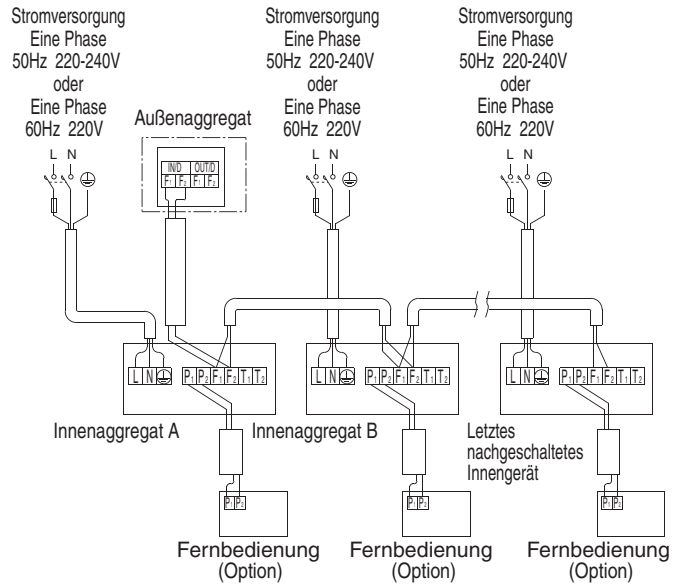 Stromversorgung
Eine Phase
50Hz 220-240V
oder
Eine Phase
60Hz 220V
L N
Stromversorgung
Eine Phase
50Hz 220-240V
oder
Eine Phase
60Hz 220V
L N
Stromversorgung
Eine Phase
50Hz 220-240V
oder
Eine Phase
60Hz 220V
L N
Außenaggregat
IN/D OUT/D
F₁ F₂ F₁ F₂
L N P₁ P₂ F₁ F₂ T₁ T₂
L N P₁ P₂ F₁ F₂ T₁ T₂
L N P₁ P₂ F₁ F₂ T₁ T₂
Innenaggregat A
Innenaggregat B
Letztes
nachgeschaltetes
Innengerät
P₁ P₂
P₁ P₂
P₁ P₂
Fernbedienung
(Option)
Fernbedienung
(Option)
Fernbedienung
(Option)